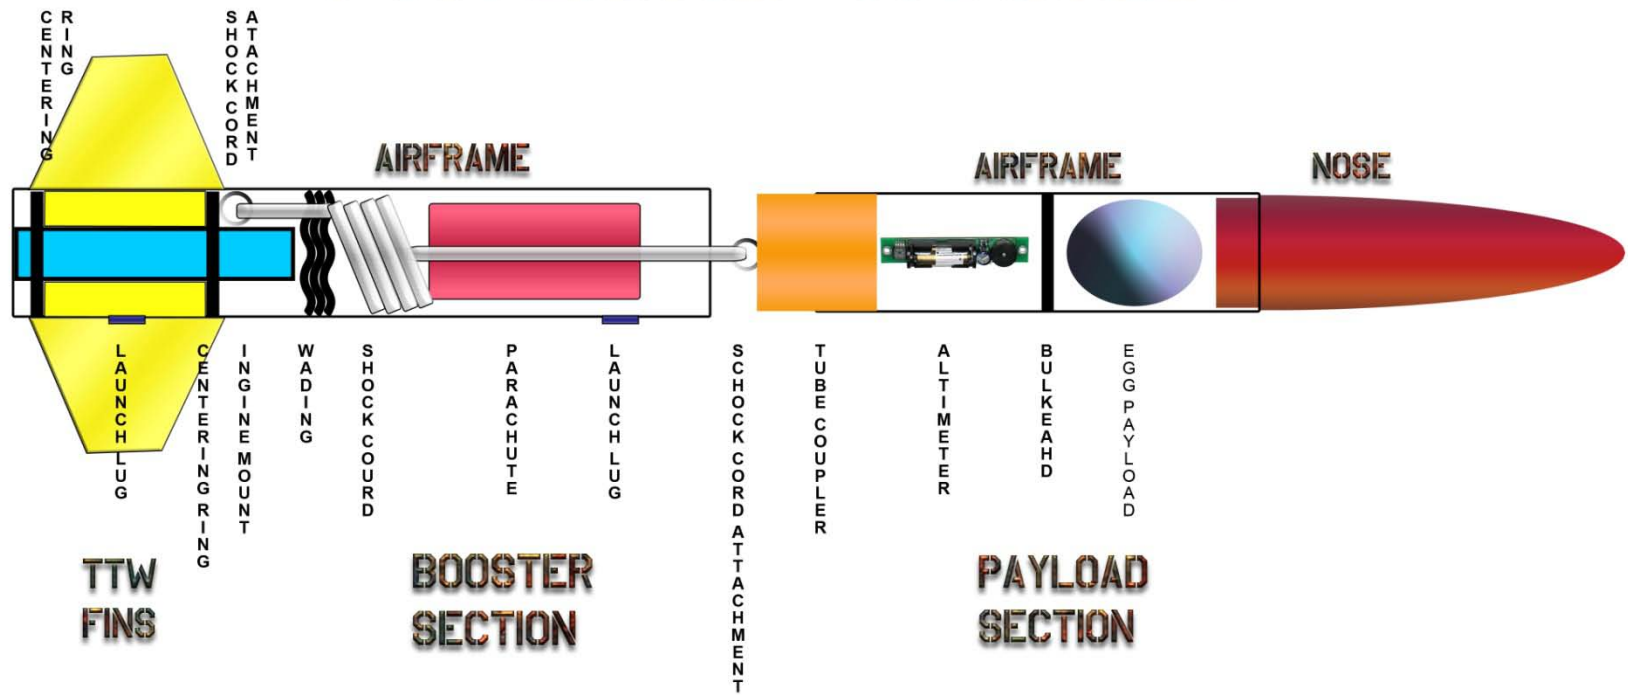 CENTERING
RING
SHOCK CORD
ATACHMENT
AIRFRAME
AIRFRAME
NOSE
LAUNCH LUG
CENTERING RING
INGINE MOUNT
WADING
SHOCK COURD
PARACHUTE
LAUNCH LUG
SCHOCK CORD ATTACHMENT
TUBE COUPLER
ALTIMETER
BULKEAHD
EGG PAYLOAD
TTW
FINS
BOOSTER
SECTION
PAYLOAD
SECTION